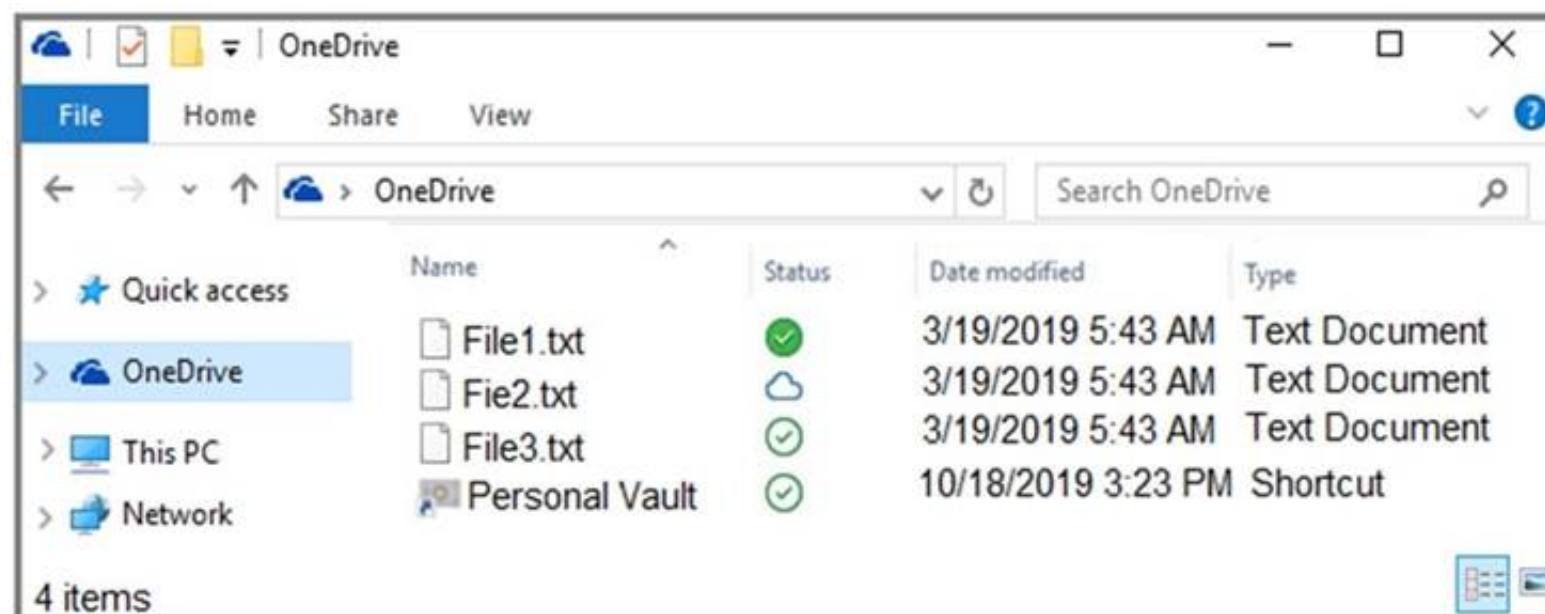 OneDrive
File Home Share View ?
OneDrive Search OneDrive
Name Status Date modified Type
Quick access
OneDrive
This PC
Network
File1.txt 3/19/2019 5:43 AM Text Document
Fie2.txt 3/19/2019 5:43 AM Text Document
File3.txt 3/19/2019 5:43 AM Text Document
Personal Vault 10/18/2019 3:23 PM Shortcut
4 items